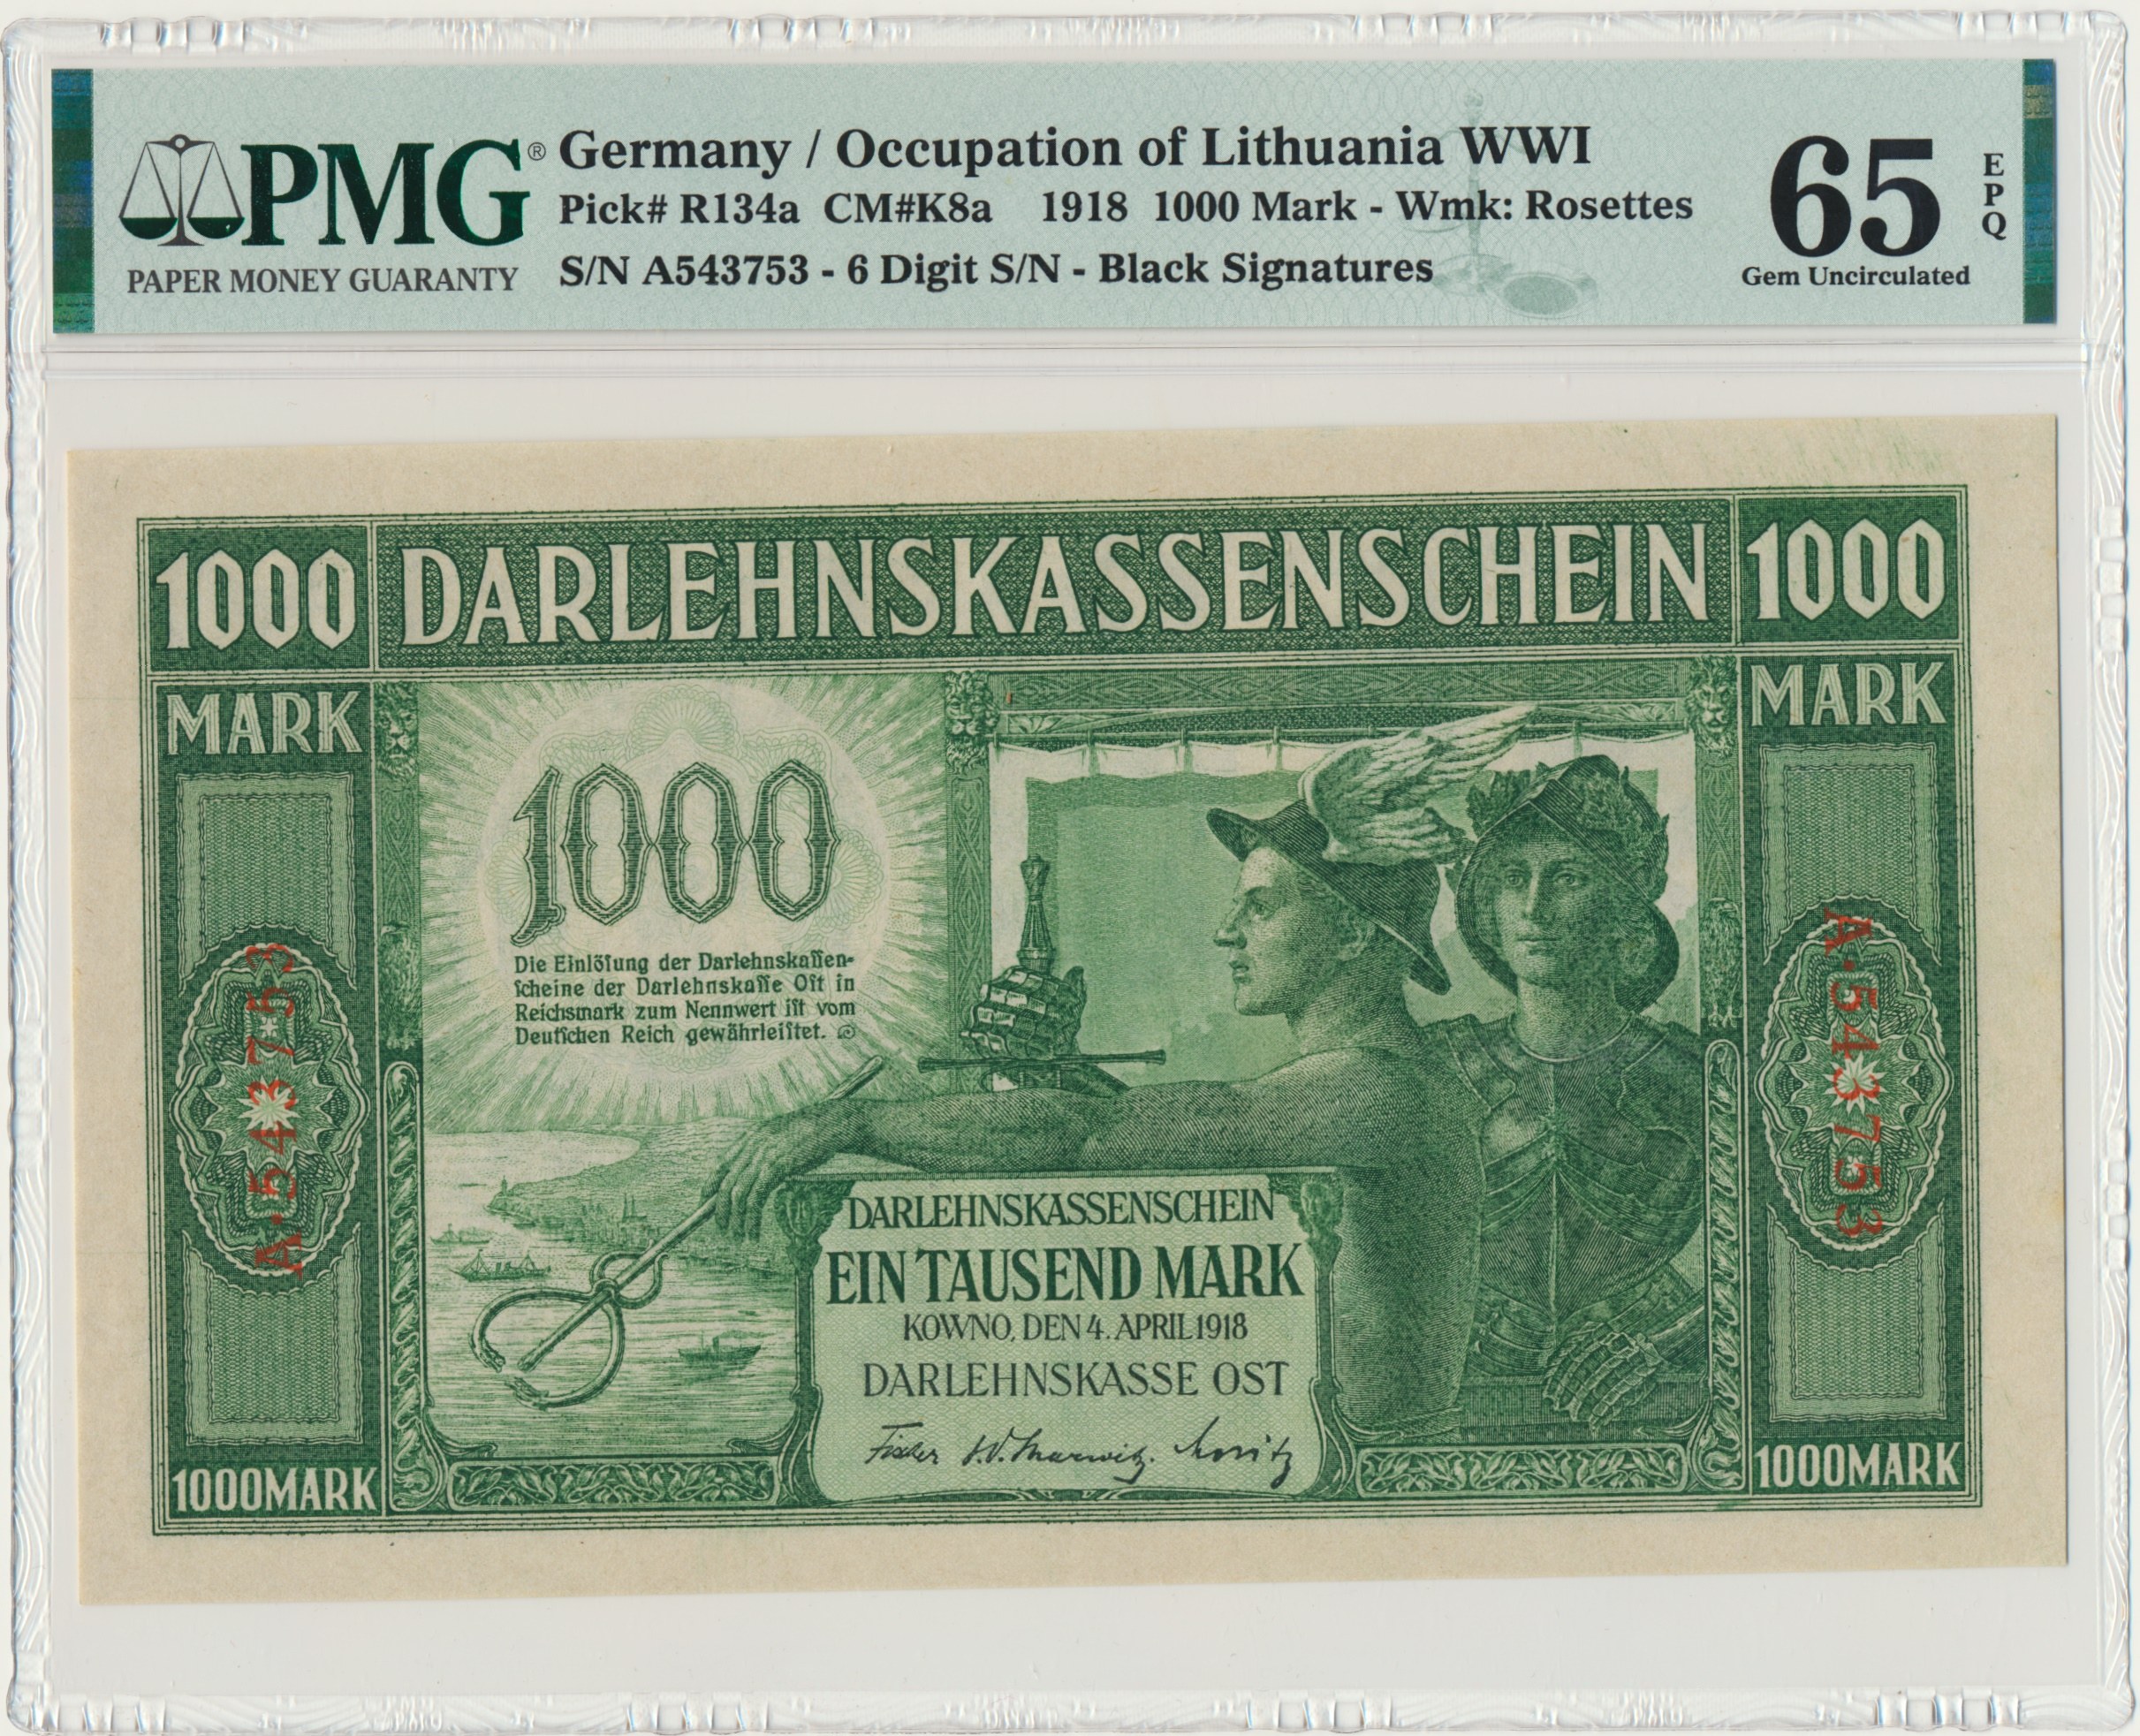 PMG®
PAPER MONEY GUARANTY
Germany / Occupation of Lithuania WWI
Pick# R134a CM#K8a 1918 1000 Mark - Wmk: Rosettes
S/N A543753 - 6 Digit S/N - Black Signatures
65
EPQ
Gem Uncirculated
1000 DARLEHNSKASSENSCHEIN 1000
MARK MARK
1000
Die Einlöſung der Darlehnskaſſen-
ſcheine der Darlehnskaſſe Oſt in
Reichsmark zum Nennwert iſt vom
Deutſchen Reich gewährleiſtet.
A·543753
A·543753
DARLEHNSKASSENSCHEIN
EIN TAUSEND MARK
KOWNO, DEN 4. APRIL 1918
DARLEHNSKASSE OST
Fischer v. d. Marwitz. Moritz
1000MARK 1000MARK